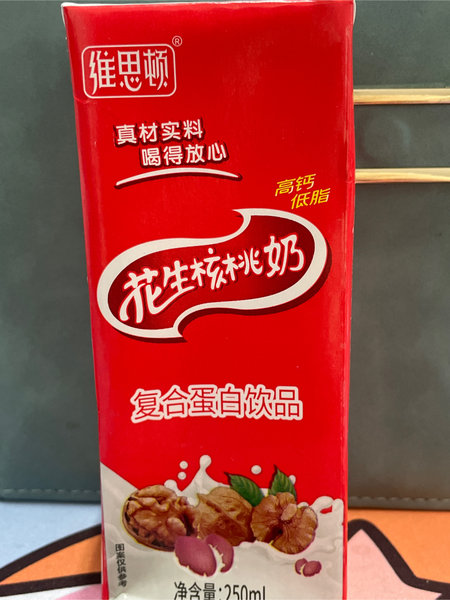 维思顿®
真材实料
喝得放心
高钙
低脂
花生核桃奶
复合蛋白饮品
图案仅供参考
净含量:250ml